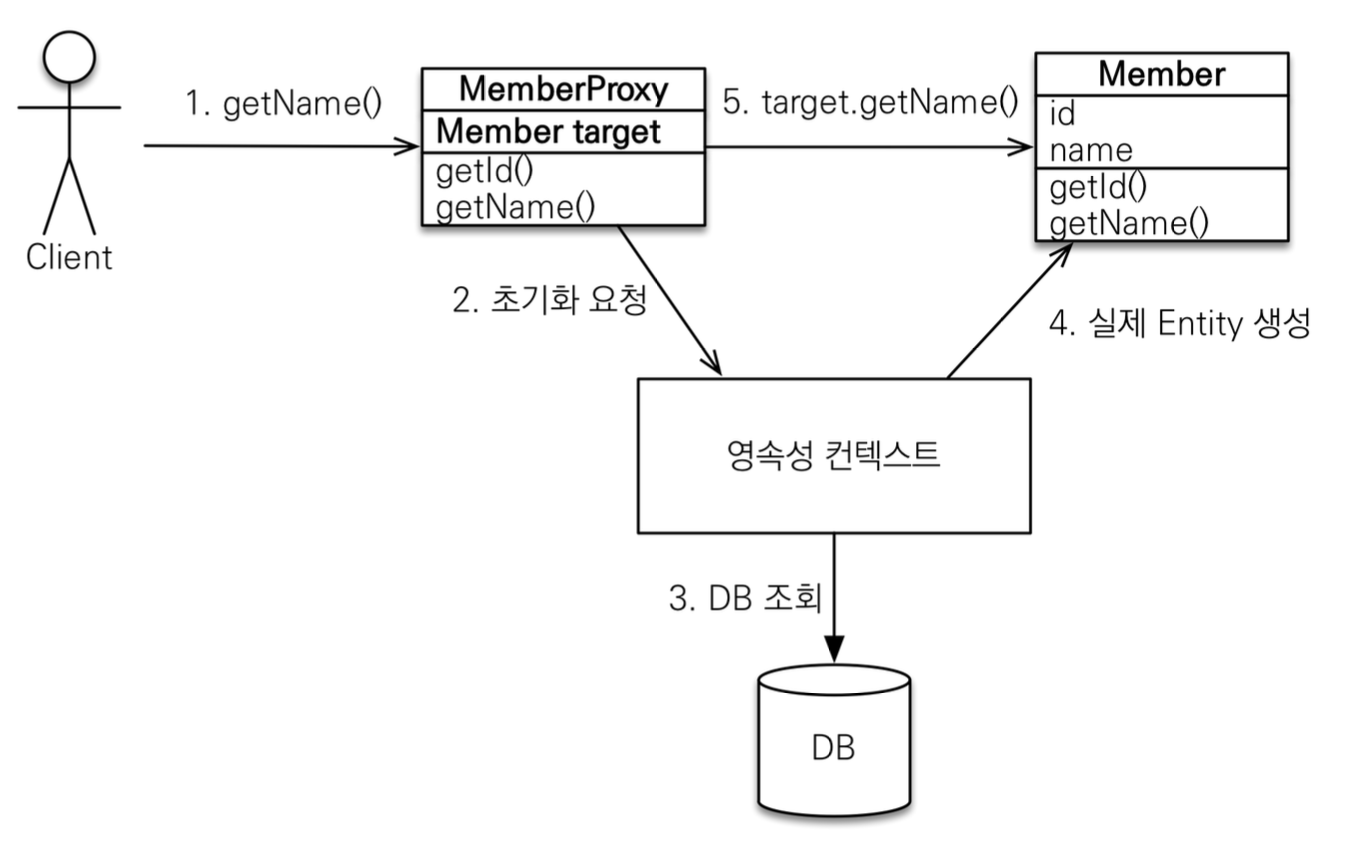 1. getName()
MemberProxy
Member target
getId()
getName()
5. target.getName()
Member
id
name
getId()
getName()
Client
2. 초기화 요청
4. 실제 Entity 생성
영속성 컨텍스트
3. DB 조회
DB